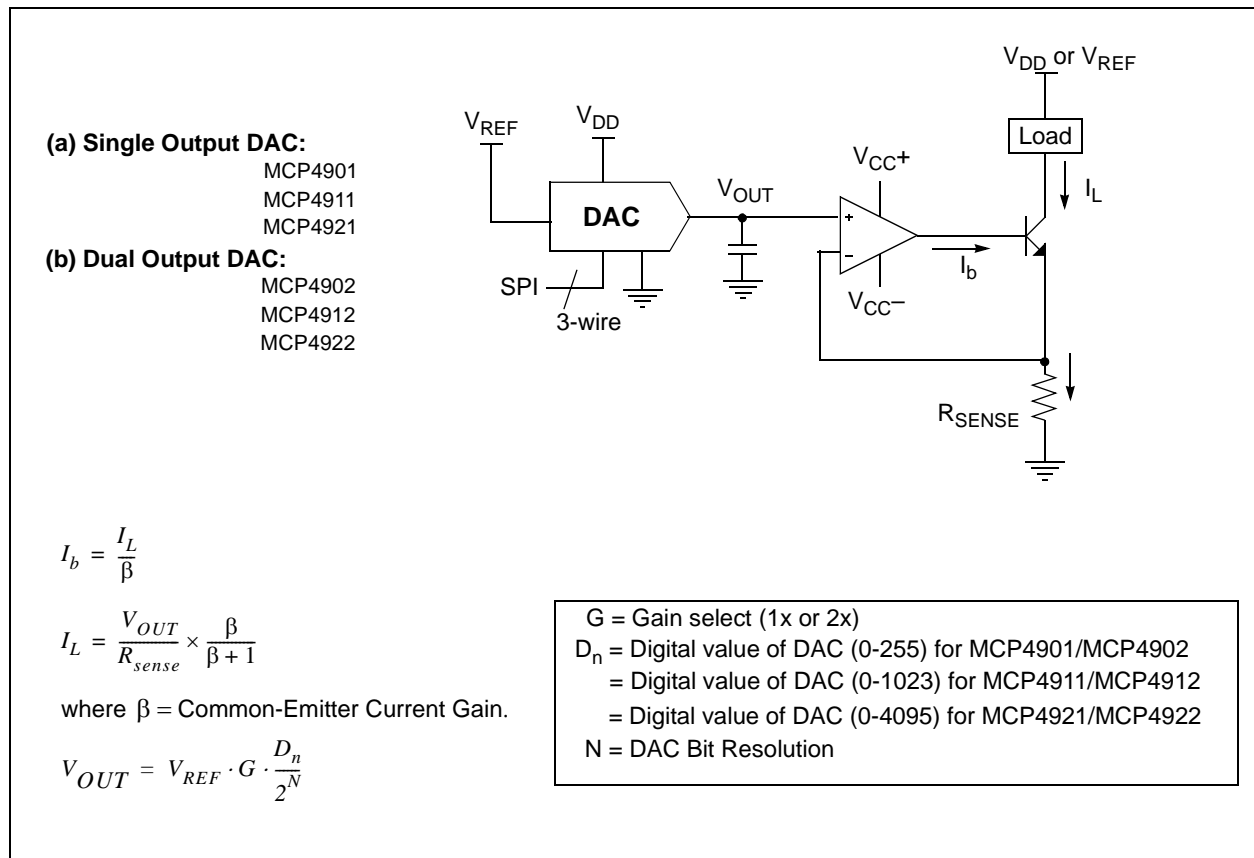 (a) Single Output DAC:
MCP4901
MCP4911
MCP4921
(b) Dual Output DAC:
MCP4902
MCP4912
MCP4922
V_REF
V_DD
DAC
SPI
3-wire
V_OUT
+
–
V_CC+
V_CC–
I_b
V_DD or V_REF
Load
I_L
R_SENSE
I_b = I_L / β
I_L = V_OUT / R_sense × β / β + 1
where β = Common-Emitter Current Gain.
V_OUT = V_REF · G · D_n / 2^N
G = Gain select (1x or 2x)
D_n = Digital value of DAC (0-255) for MCP4901/MCP4902
= Digital value of DAC (0-1023) for MCP4911/MCP4912
= Digital value of DAC (0-4095) for MCP4921/MCP4922
N = DAC Bit Resolution